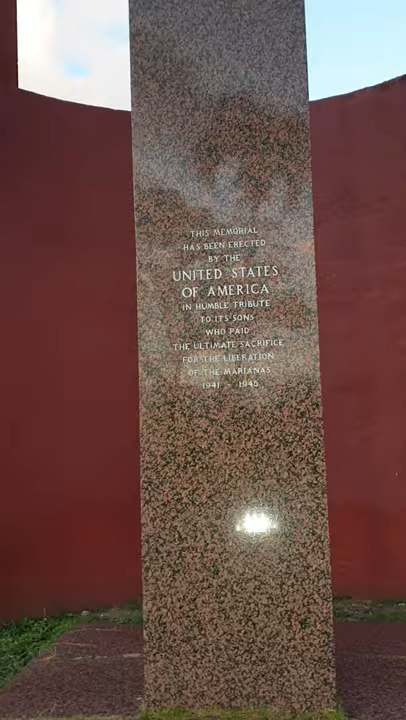 THIS MEMORIAL
HAS BEEN ERECTED
BY THE
UNITED STATES
OF AMERICA
IN HUMBLE TRIBUTE
TO ITS SONS
WHO PAID
THE ULTIMATE SACRIFICE
FOR THE LIBERATION
OF THE MARIANAS
1941 1945